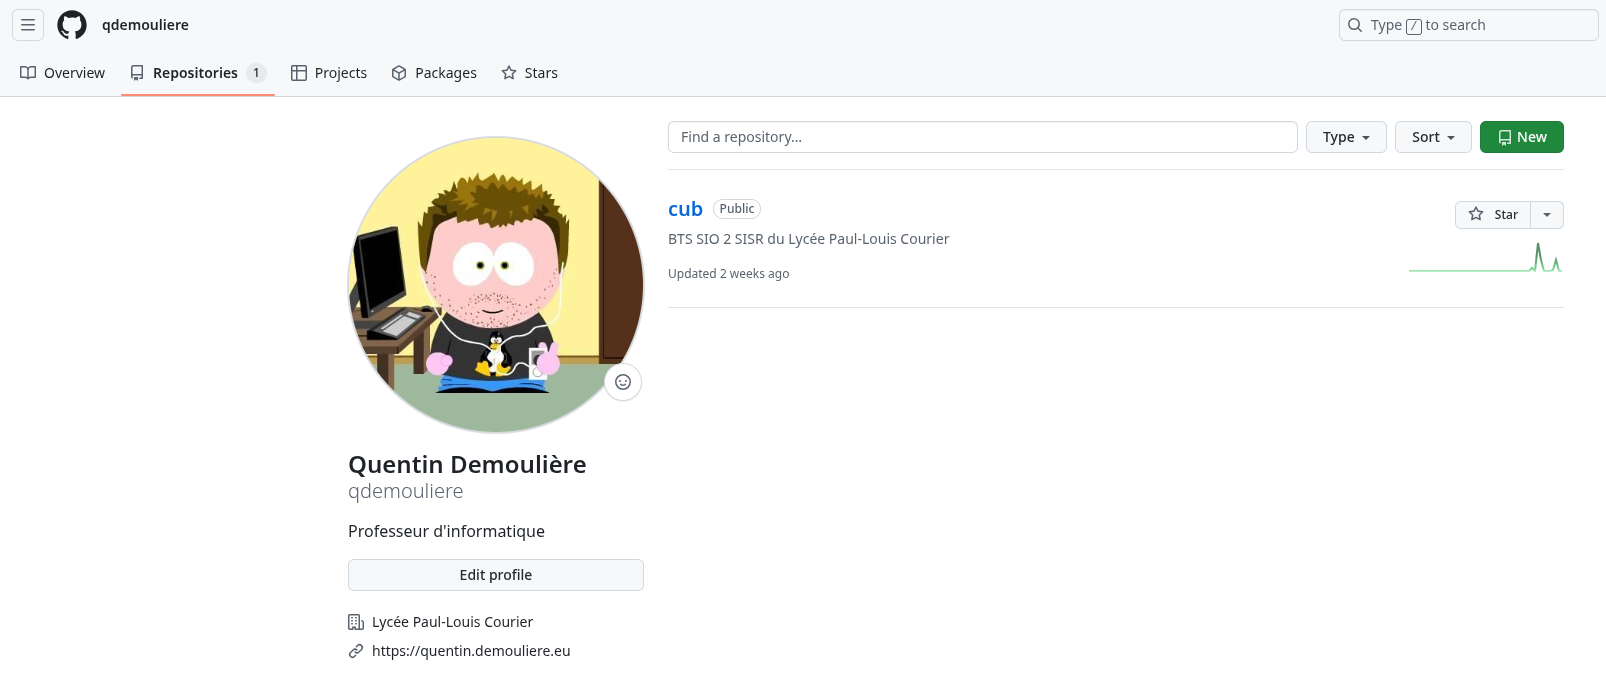 qdemouliere
Type / to search
Overview
Repositories 1
Projects
Packages
Stars
Find a repository...
Type
Sort
New
cub Public
Star
BTS SIO 2 SISR du Lycée Paul-Louis Courier
Updated 2 weeks ago
Quentin Demoulière
qdemouliere
Professeur d'informatique
Edit profile
Lycée Paul-Louis Courier
https://quentin.demouliere.eu